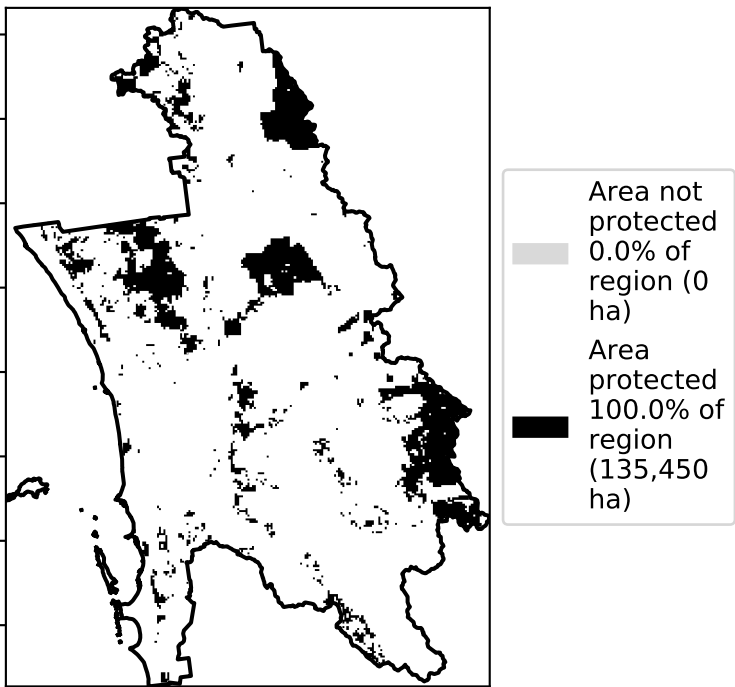 Area not
protected
0.0% of
region (0
ha)
Area
protected
100.0% of
region
(135,450
ha)